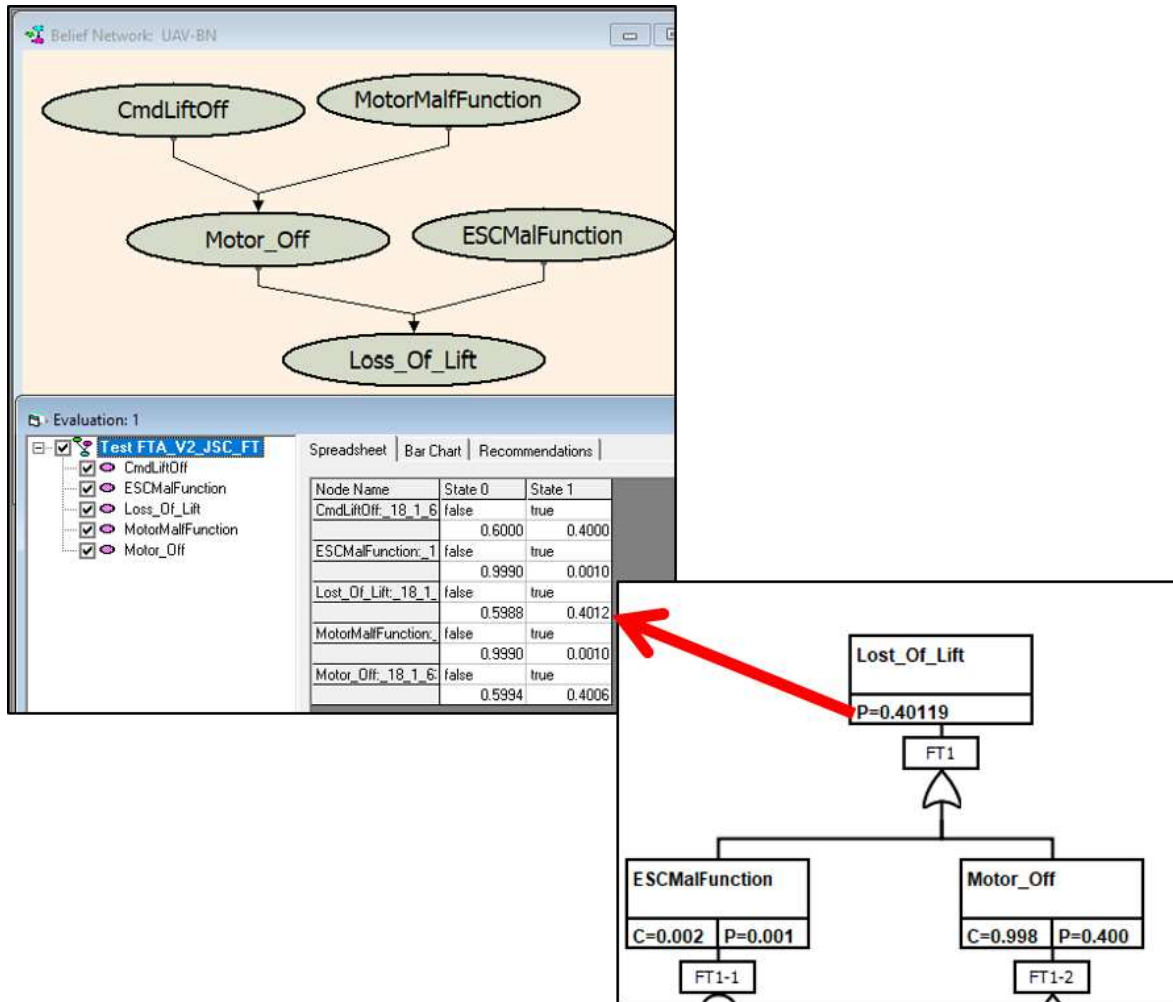 Belief Network: UAV-BN
CmdLiftOff
MotorMalfFunction
Motor_Off
ESCMalFunction
Loss_Of_Lift
Evaluation: 1
Test FTA_V2_JSC_FT
CmdLiftOff
ESCMalFunction
Loss_Of_Lift
MotorMalfFunction
Motor_Off
Spreadsheet Bar Chart Recommendations
Node Name State 0 State 1
CmdLiftOff:_18_1_6 false true
0.6000 0.4000
ESCMalFunction:_1 false true
0.9990 0.0010
Lost_Of_Lift:_18_1_ false true
0.5988 0.4012
MotorMalfFunction:_ false true
0.9990 0.0010
Motor_Off:_18_1_6: false true
0.5994 0.4006
Lost_Of_Lift
P=0.40119
FT1
ESCMalFunction
C=0.002 P=0.001
FT1-1
Motor_Off
C=0.998 P=0.400
FT1-2